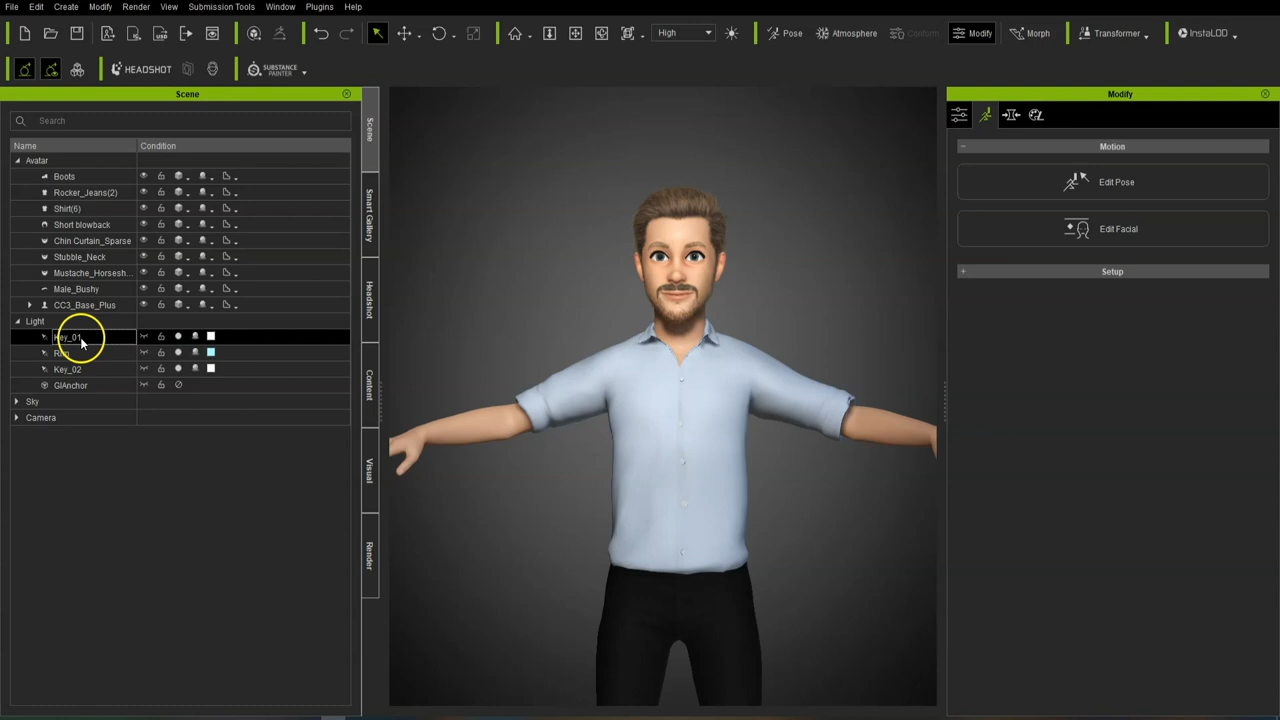 File Edit Create Modify Render View Submission Tools Window Plugins Help
High Pose Atmosphere Conform Modify Morph Transformer InstaLOD
HEADSHOT SUBSTANCE PAINTER
Scene
Search
Name Condition
Avatar
Boots
Rocker_Jeans(2)
Shirt(6)
Short blowback
Chin Curtain_Sparse
Stubble_Neck
Mustache_Horsesh...
Male_Bushy
CC3_Base_Plus
Light
Key_01
Key_02
GIAnchor
Sky
Camera
Scene
Smart Gallery
Headshot
Content
Visual
Render
Modify
Motion
Edit Pose
Edit Facial
Setup